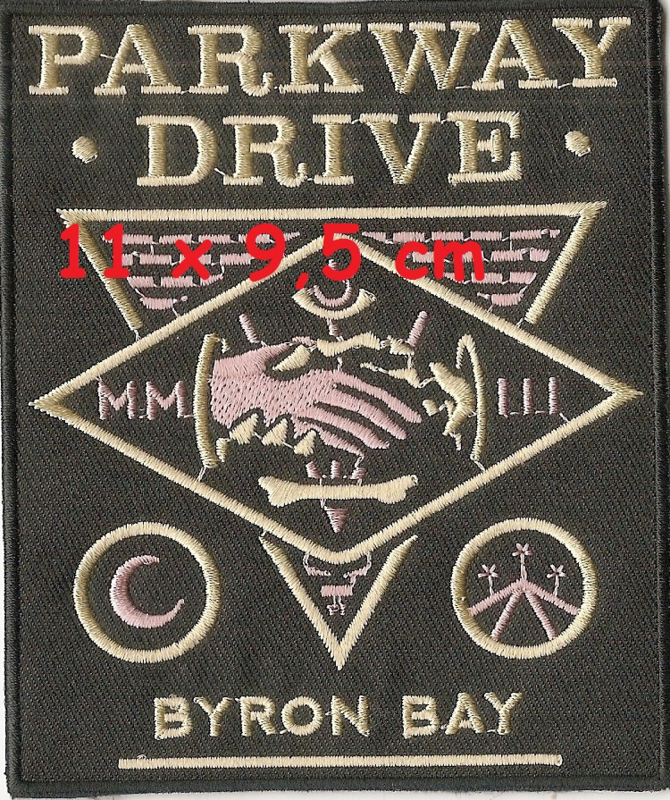 PARKWAY
• DRIVE •
11 x 9,5 cm
MM III
BYRON BAY